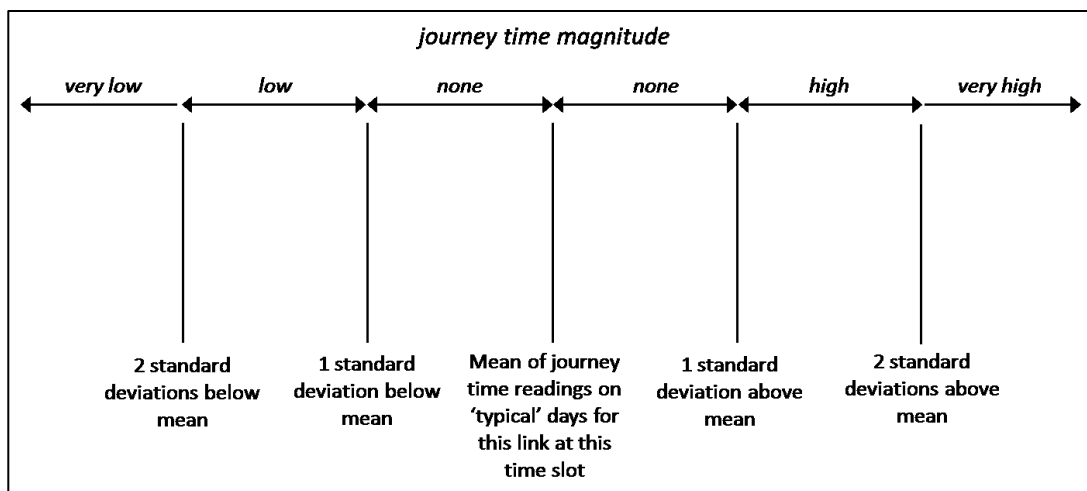 journey time magnitude
very low
low
none
none
high
very high
2 standard
deviations below
mean
1 standard
deviation below
mean
Mean of journey
time readings on
‘typical’ days for
this link at this
time slot
1 standard
deviation above
mean
2 standard
deviations above
mean